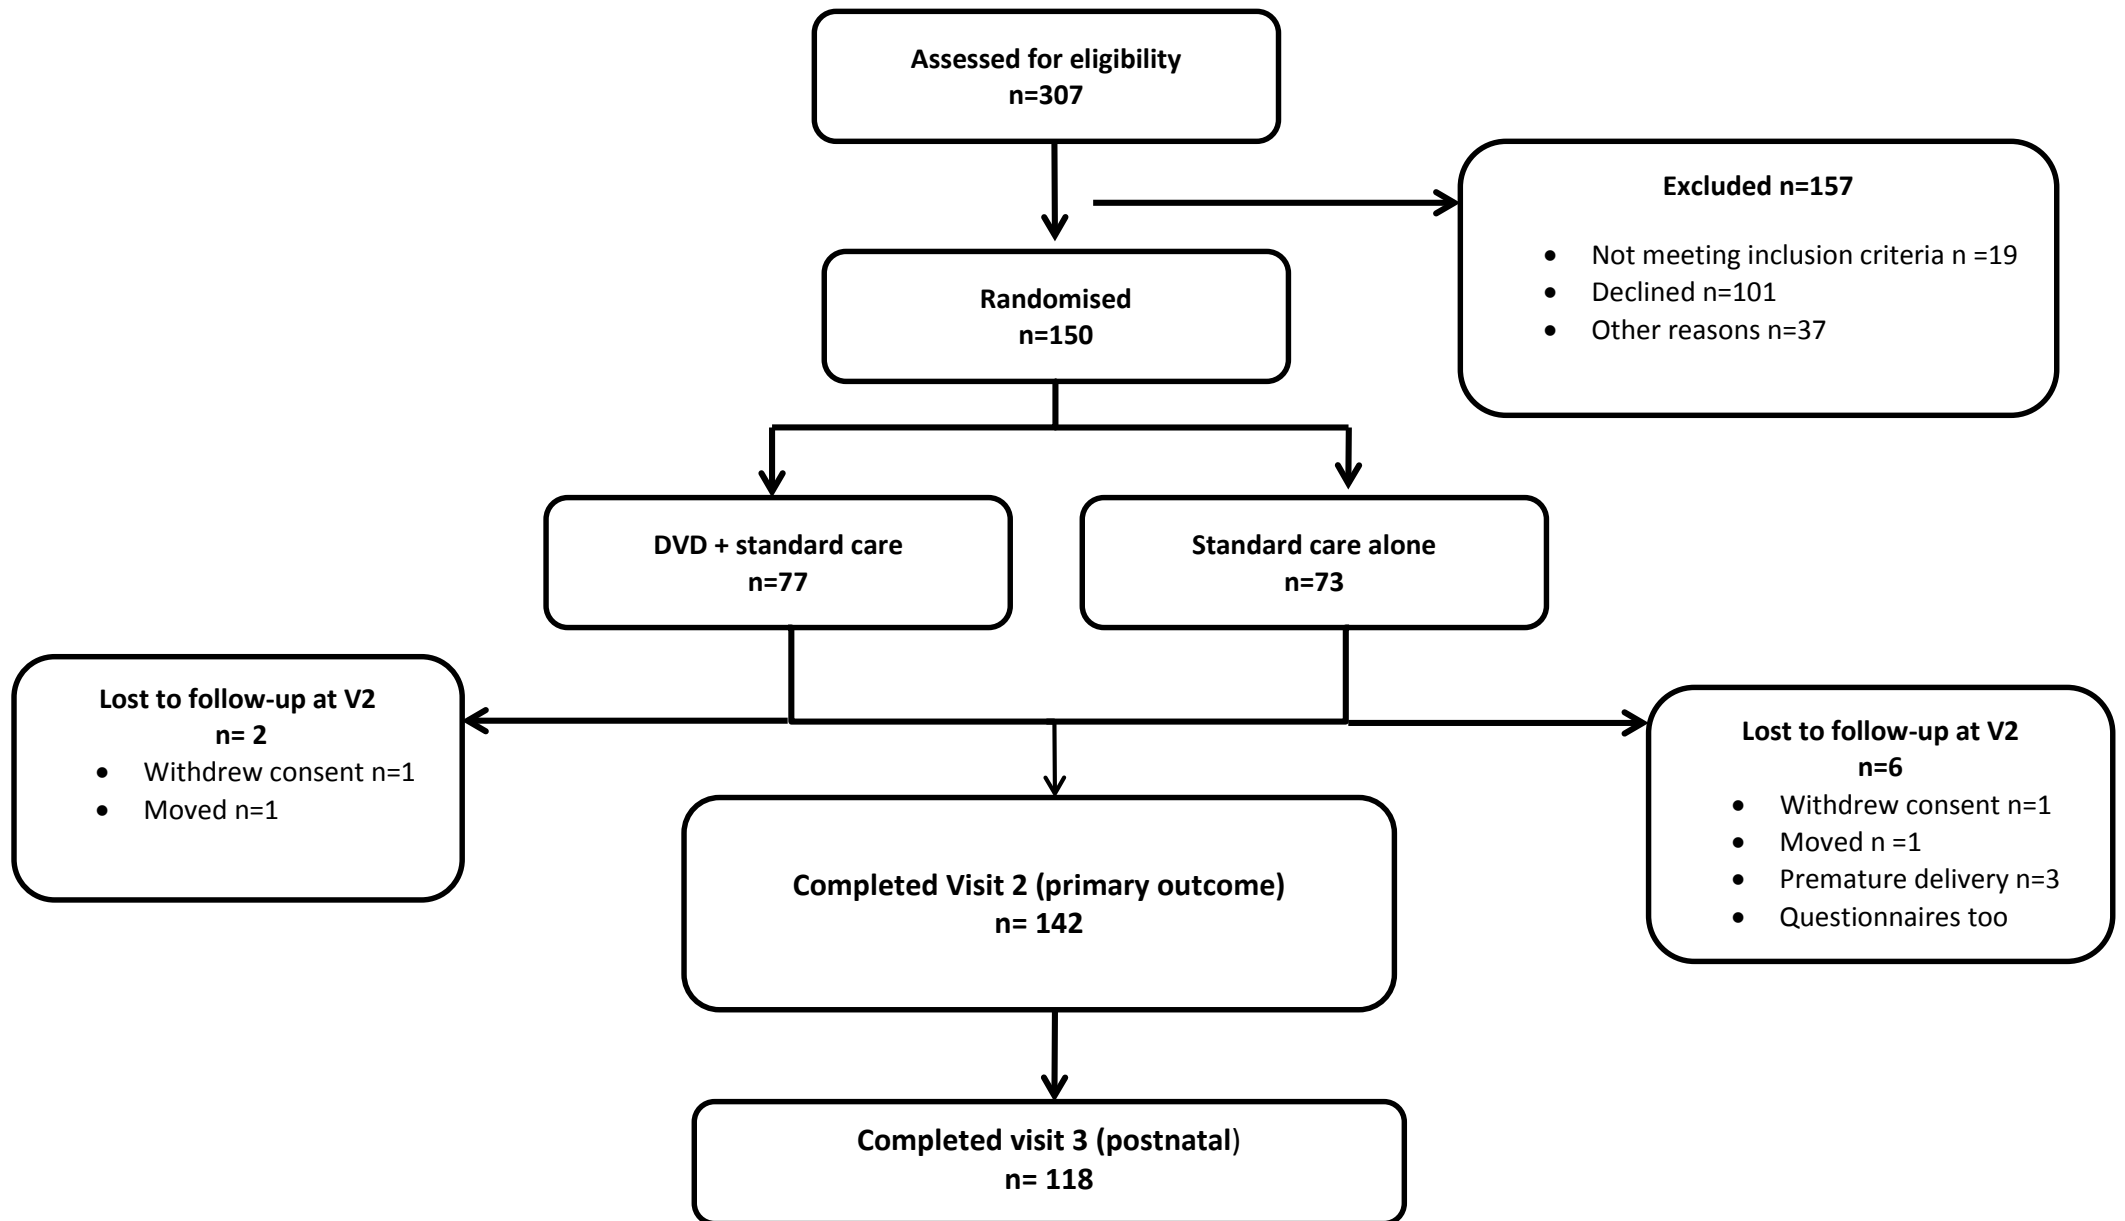 Assessed for eligibility
n=307
Excluded n=157
• Not meeting inclusion criteria n =19
• Declined n=101
• Other reasons n=37
Randomised
n=150
DVD + standard care
n=77
Standard care alone
n=73
Lost to follow-up at V2
n= 2
• Withdrew consent n=1
• Moved n=1
Lost to follow-up at V2
n=6
• Withdrew consent n=1
• Moved n =1
• Premature delivery n=3
• Questionnaires too
Completed Visit 2 (primary outcome)
n= 142
Completed visit 3 (postnatal)
n= 118